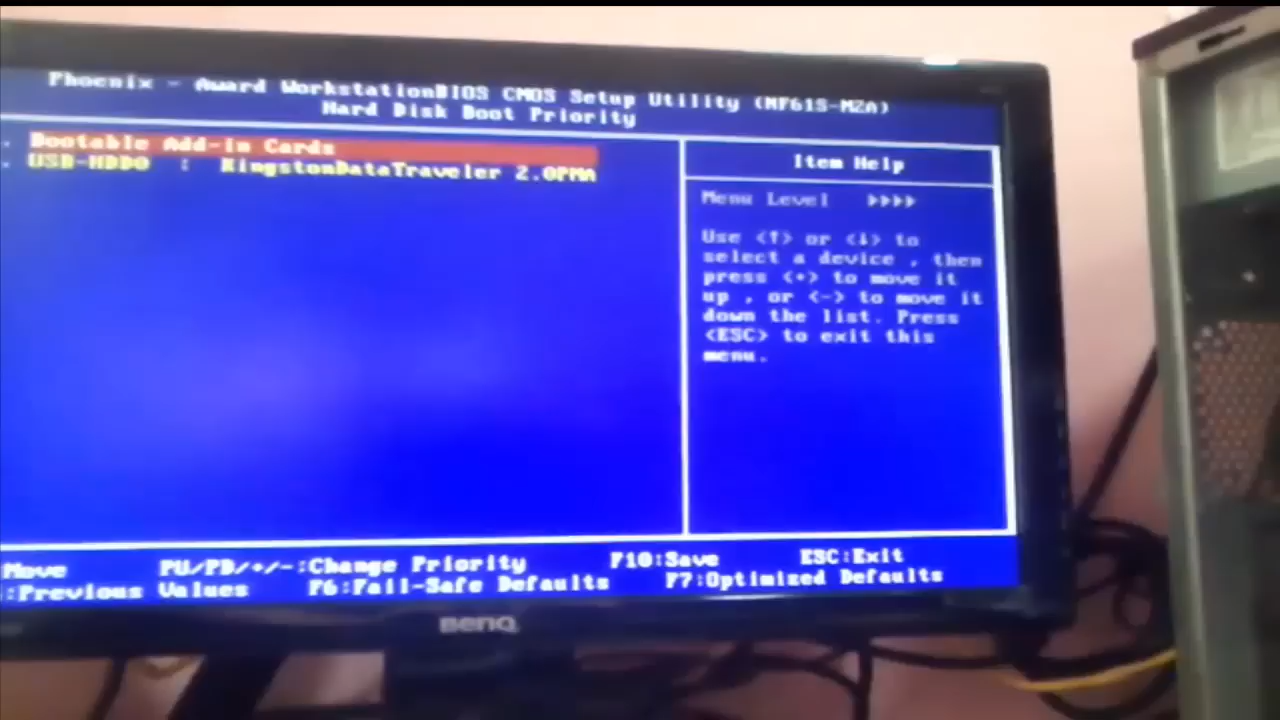 Phoenix - Award WorkstationBIOS CMOS Setup Utility (NF61S-M2A)
Hard Disk Boot Priority
. Bootable Add-in Cards
. USB-HDD0 : KingstonDataTraveler 2.0PMA
Item Help
Menu Level
Use <↑> or <↓> to
select a device , then
press <+> to move it
up , or <-> to move it
down the list. Press
<ESC> to exit this
menu.
Move PU/PD/+/-:Change Priority F10:Save ESC:Exit
:Previous Values F6:Fail-Safe Defaults F7:Optimized Defaults
BenQ